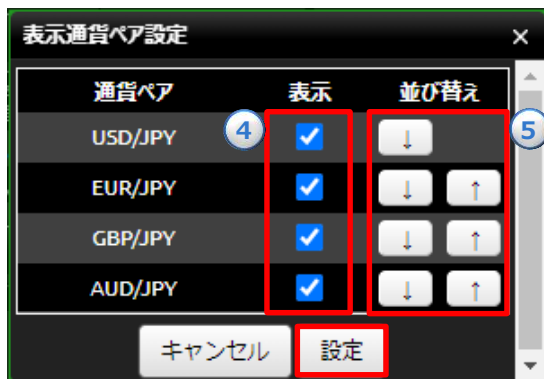 表示通貨ペア設定 ×
通貨ペア 表示 並び替え
USD/JPY ④ ↓ ⑤
EUR/JPY ↓ ↑
GBP/JPY ↓ ↑
AUD/JPY ↓ ↑
キャンセル 設定